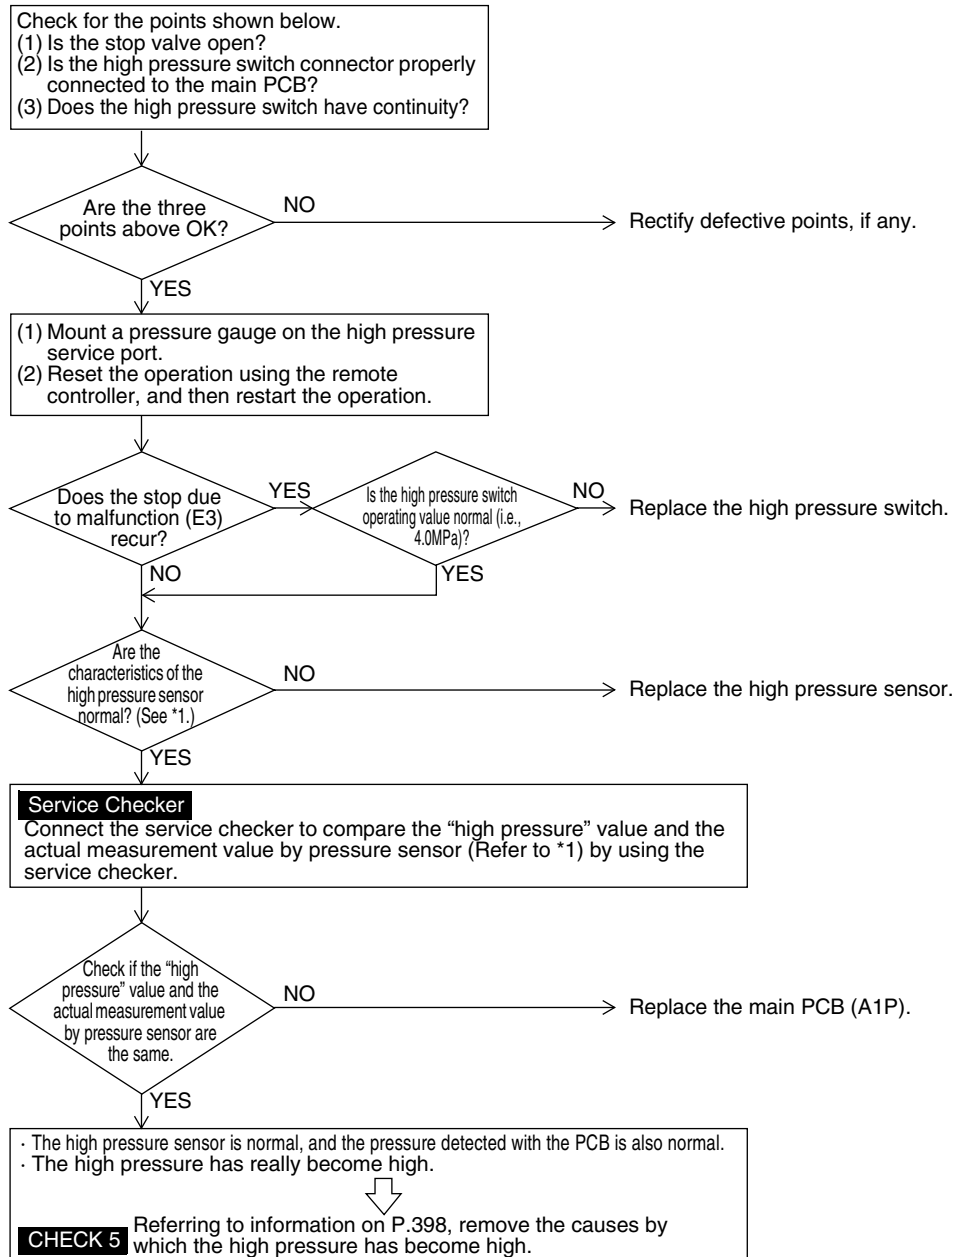 Check for the points shown below.
(1) Is the stop valve open?
(2) Is the high pressure switch connector properly
connected to the main PCB?
(3) Does the high pressure switch have continuity?
Are the three
points above OK?
NO
Rectify defective points, if any.
YES
(1) Mount a pressure gauge on the high pressure
service port.
(2) Reset the operation using the remote
controller, and then restart the operation.
Does the stop due
to malfunction (E3)
recur?
YES
Is the high pressure switch
operating value normal (i.e.,
4.0MPa)?
NO
Replace the high pressure switch.
NO
YES
Are the
characteristics of the
high pressure sensor
normal? (See *1.)
NO
Replace the high pressure sensor.
YES
Service Checker
Connect the service checker to compare the “high pressure” value and the
actual measurement value by pressure sensor (Refer to *1) by using the
service checker.
Check if the “high
pressure” value and the
actual measurement value
by pressure sensor are
the same.
NO
Replace the main PCB (A1P).
YES
· The high pressure sensor is normal, and the pressure detected with the PCB is also normal.
· The high pressure has really become high.
CHECK 5
Referring to information on P.398, remove the causes by
which the high pressure has become high.